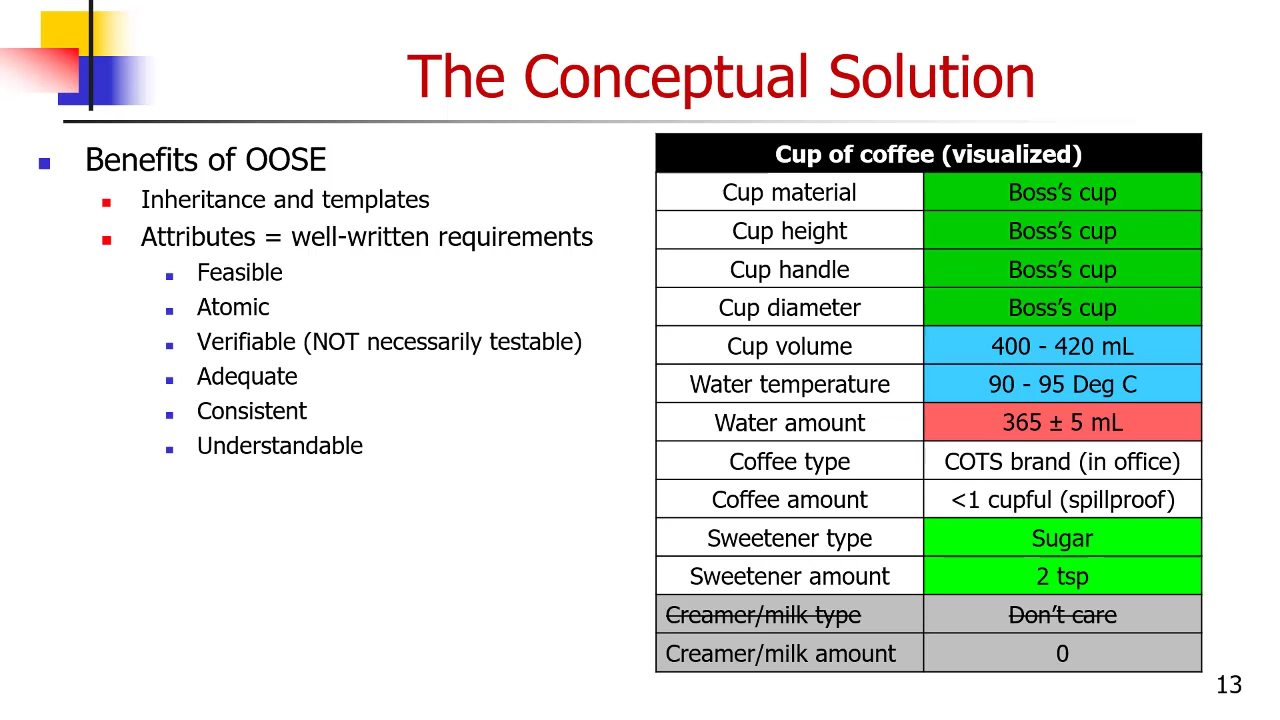 The Conceptual Solution
Benefits of OOSE
Inheritance and templates
Attributes = well-written requirements
Feasible
Atomic
Verifiable (NOT necessarily testable)
Adequate
Consistent
Understandable
Cup of coffee (visualized)
Cup material Boss's cup
Cup height Boss's cup
Cup handle Boss's cup
Cup diameter Boss's cup
Cup volume 400 - 420 mL
Water temperature 90 - 95 Deg C
Water amount 365 ± 5 mL
Coffee type COTS brand (in office)
Coffee amount <1 cupful (spillproof)
Sweetener type Sugar
Sweetener amount 2 tsp
Creamer/milk type Don't care
Creamer/milk amount 0
13